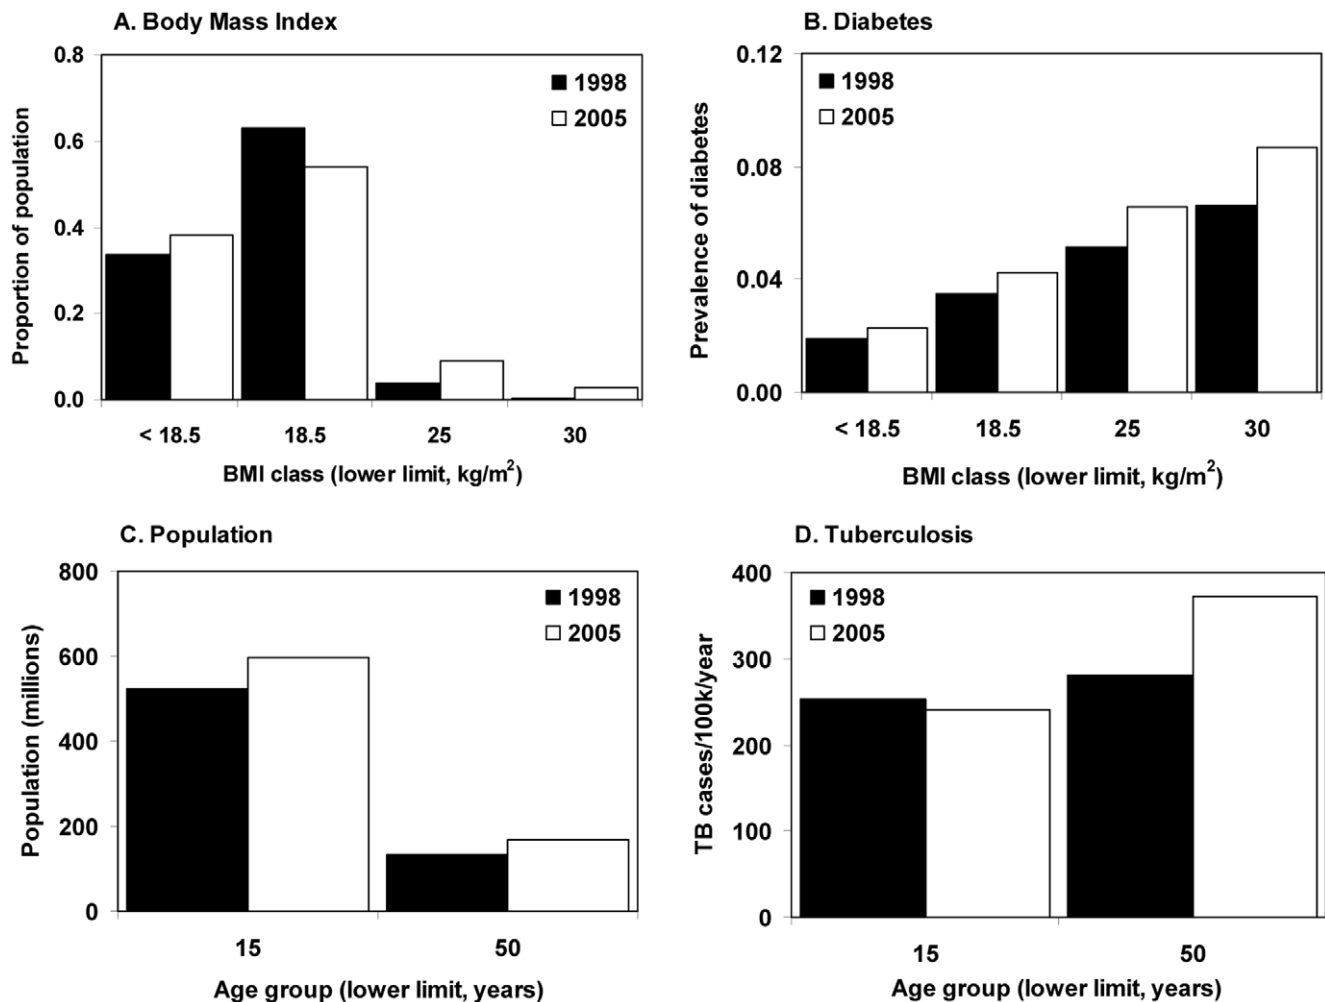 A. Body Mass Index
Proportion of population
0.8
0.6
0.4
0.2
0.0
1998
2005
< 18.5 18.5 25 30
BMI class (lower limit, kg/m²)
B. Diabetes
Prevalence of diabetes
0.12
0.08
0.04
0.00
1998
2005
< 18.5 18.5 25 30
BMI class (lower limit, kg/m²)
C. Population
Population (millions)
800
600
400
200
0
1998
2005
15 50
Age group (lower limit, years)
D. Tuberculosis
TB cases/100k/year
400
300
200
100
0
1998
2005
15 50
Age group (lower limit, years)